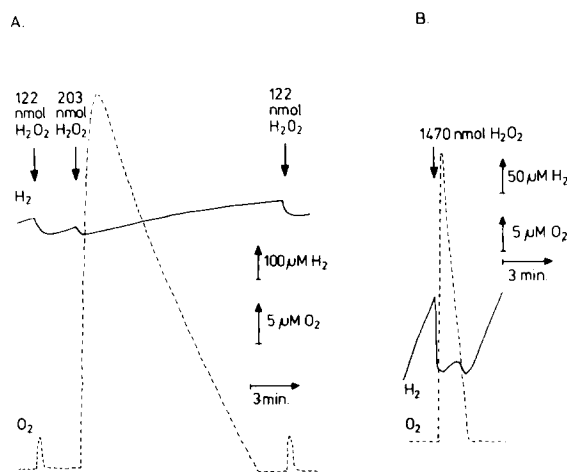 A.
122
nmol
H2O2
203
nmol
H2O2
122
nmol
H2O2
H2
100 µM H2
5 µM O2
3 min.
O2
B.
1470 nmol H2O2
50 µM H2
5 µM O2
3 min.
H2
O2